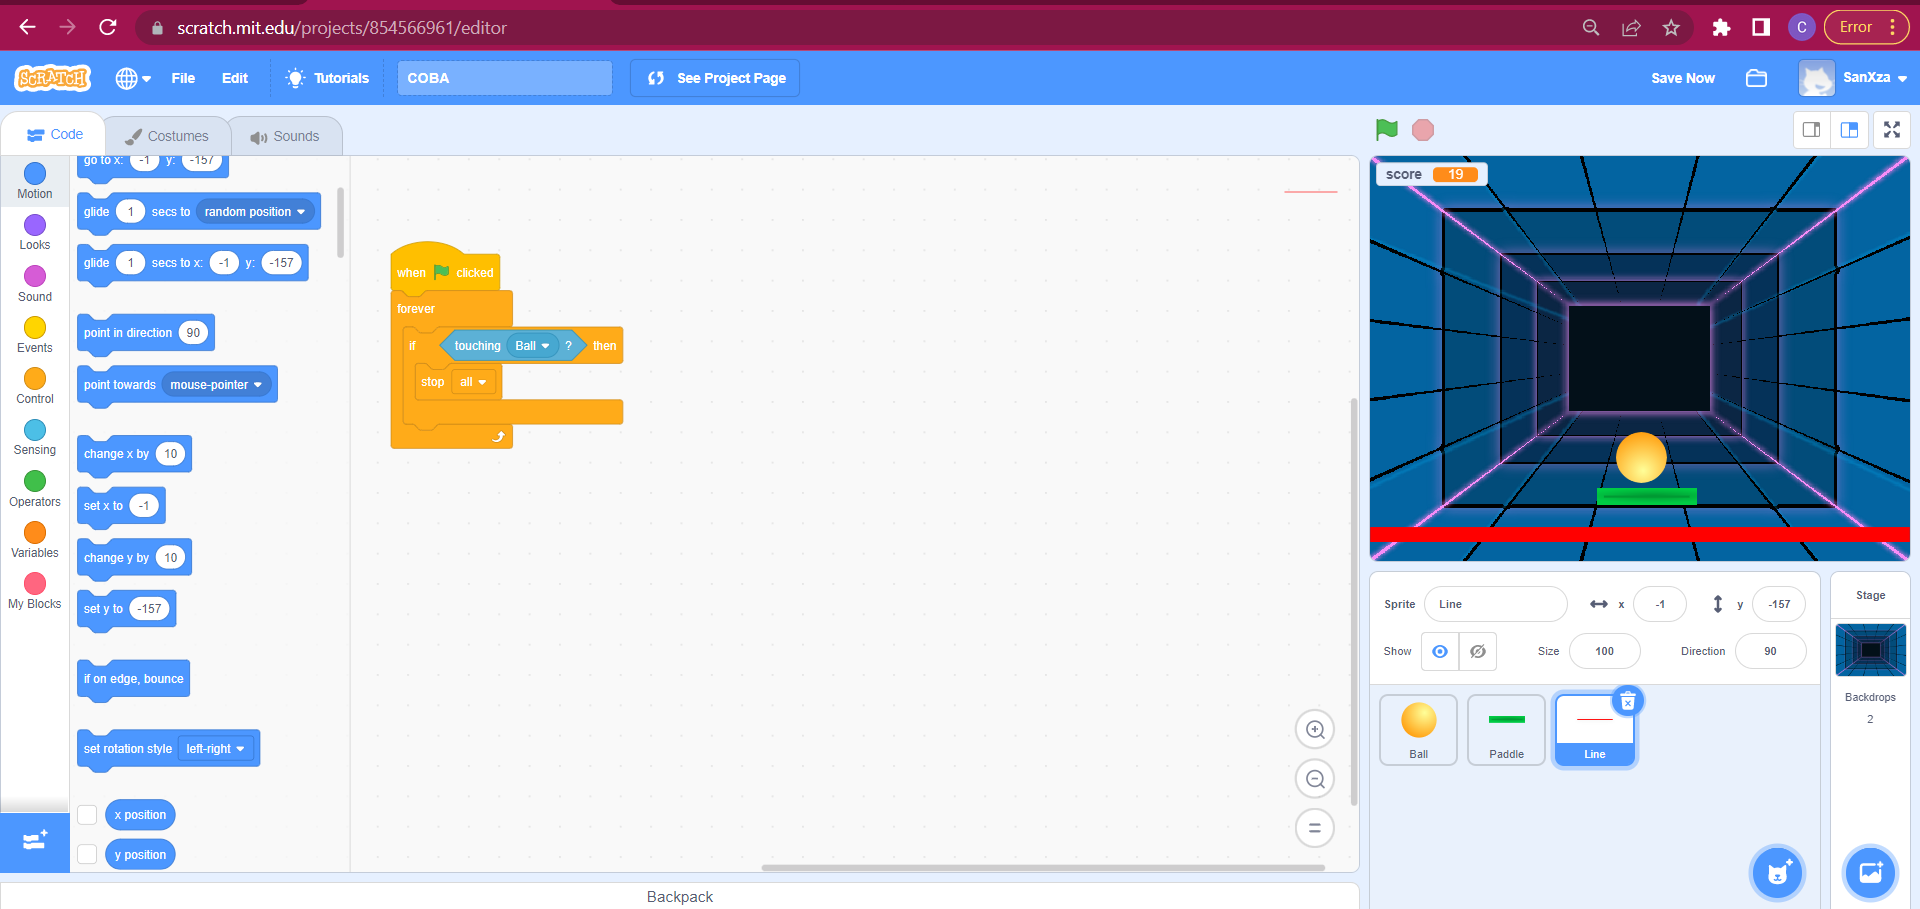 scratch.mit.edu/projects/854566961/editor
C
Error
SCRATCH
File
Edit
Tutorials
COBA
See Project Page
Save Now
SanXza
Code
Costumes
Sounds
Motion
Looks
Sound
Events
Control
Sensing
Operators
Variables
My Blocks
go to x: -1 y: -157
glide 1 secs to random position
glide 1 secs to x: -1 y: -157
point in direction 90
point towards mouse-pointer
change x by 10
set x to -1
change y by 10
set y to -157
if on edge, bounce
set rotation style left-right
x position
y position
when clicked
forever
if touching Ball ? then
stop all
score 19
Sprite Line x -1 y -157
Show Size 100 Direction 90
Ball
Paddle
Line
Stage
Backdrops
2
Backpack